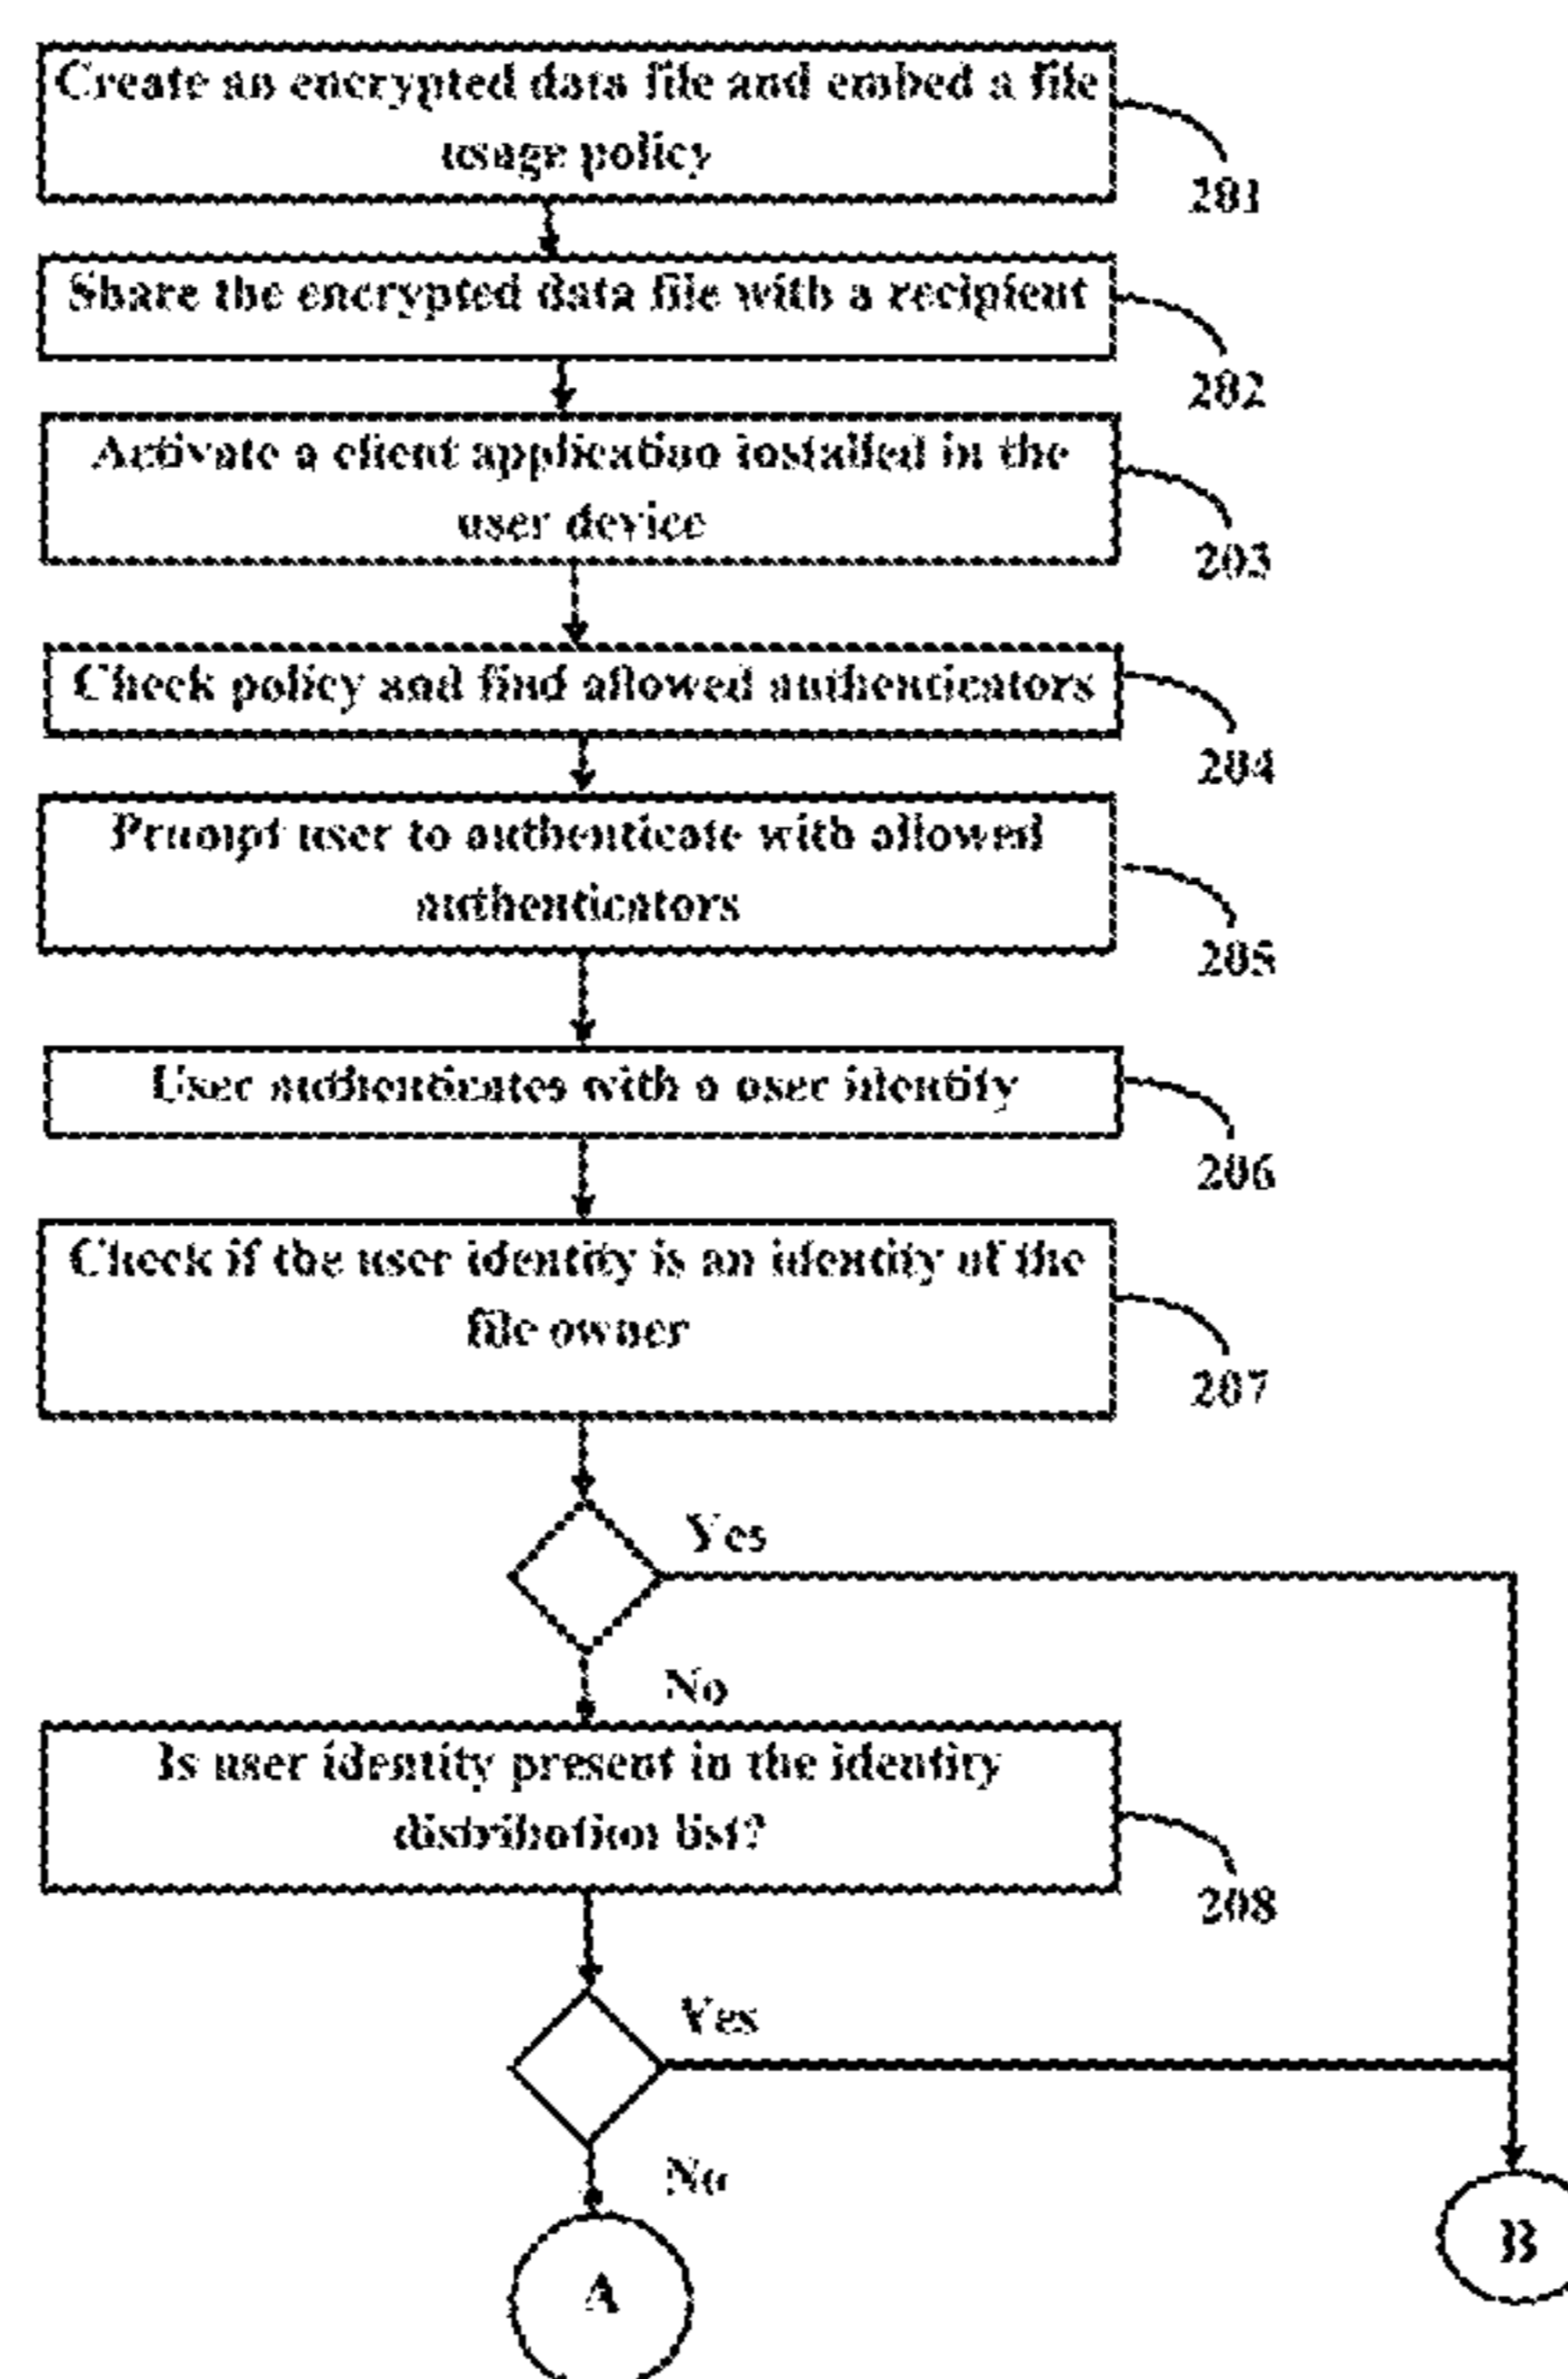 Create an encrypted data file and embed a file
usage policy
201
Share the encrypted data file with a recipient
202
Activate a client application installed in the
user device
203
Check policy and find allowed authenticators
204
Prompt user to authenticate with allowed
authenticators
205
User authenticates with a user identity
206
Check if the user identity is an identity of the
file owner
207
Yes
No
Is user identity present in the identity
distribution list?
208
Yes
No
A
B